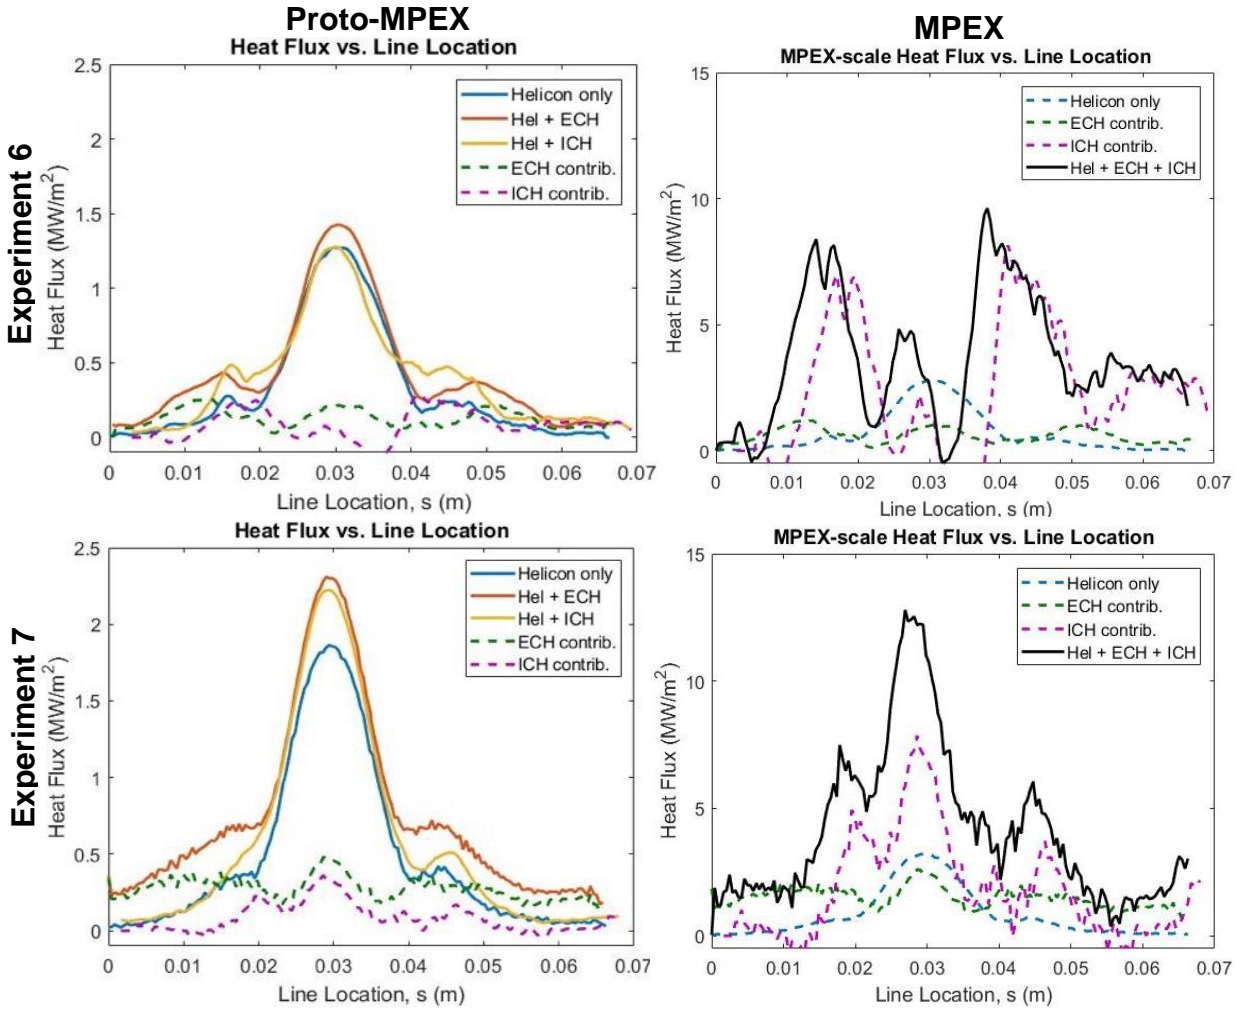 Proto-MPEX
MPEX
Experiment 6
Heat Flux vs. Line Location
Heat Flux (MW/m2)
2.5
2
1.5
1
0.5
0
Helicon only
Hel + ECH
Hel + ICH
ECH contrib.
ICH contrib.
0 0.01 0.02 0.03 0.04 0.05 0.06 0.07
Line Location, s (m)
MPEX-scale Heat Flux vs. Line Location
Heat Flux (MW/m2)
15
10
5
0
Helicon only
ECH contrib.
ICH contrib.
Hel + ECH + ICH
0 0.01 0.02 0.03 0.04 0.05 0.06 0.07
Line Location, s (m)
Experiment 7
Heat Flux vs. Line Location
Heat Flux (MW/m2)
2.5
2
1.5
1
0.5
0
Helicon only
Hel + ECH
Hel + ICH
ECH contrib.
ICH contrib.
0 0.01 0.02 0.03 0.04 0.05 0.06 0.07
Line Location, s (m)
MPEX-scale Heat Flux vs. Line Location
Heat Flux (MW/m2)
15
10
5
0
Helicon only
ECH contrib.
ICH contrib.
Hel + ECH + ICH
0 0.01 0.02 0.03 0.04 0.05 0.06 0.07
Line Location, s (m)